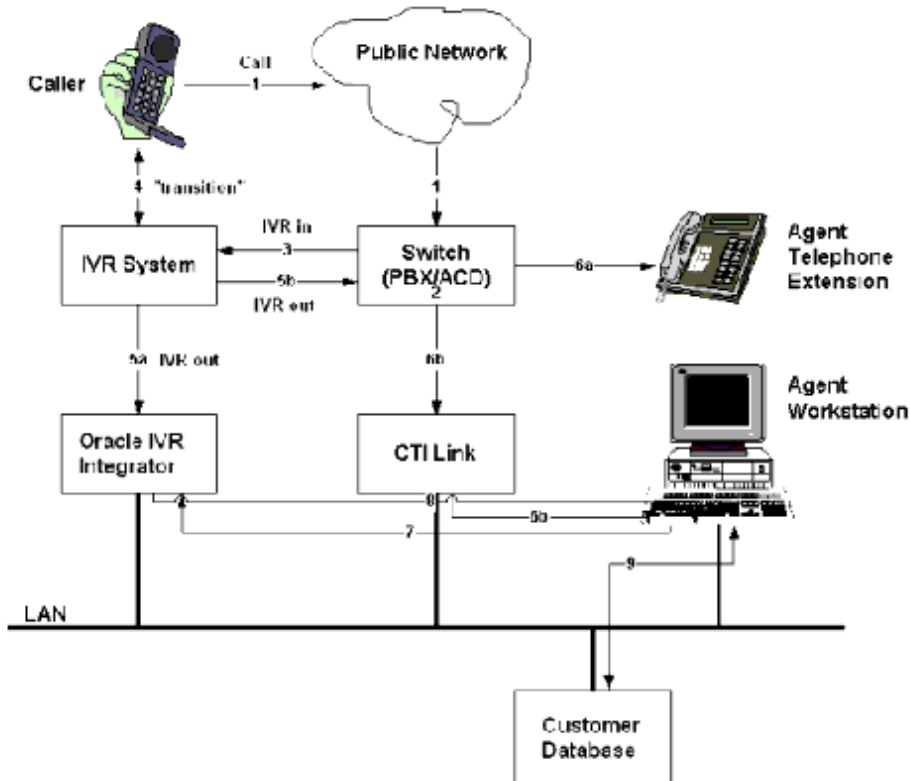 Public Network
Call
1
Caller
4 "transition"
1
IVR in
3
IVR System
Switch
(PBX/ACD)
2
5b
IVR out
6a
Agent
Telephone
Extension
5a IVR out
6b
Agent
Workstation
Oracle IVR
Integrator
CTI Link
8
6b
7
9
LAN
Customer
Database